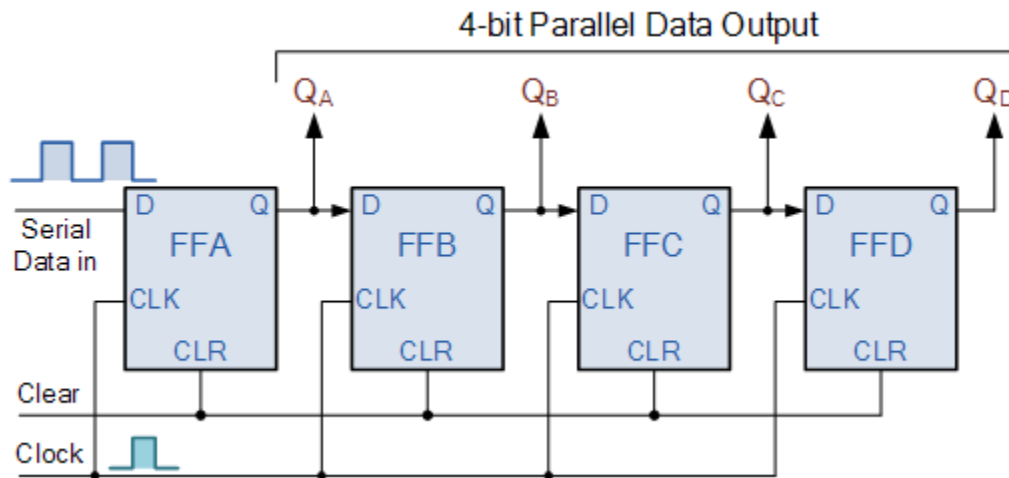 4-bit Parallel Data Output
QA QB QC QD
D Q D Q D Q D Q
Serial
Data in
FFA FFB FFC FFD
CLK CLK CLK CLK
CLR CLR CLR CLR
Clear
Clock